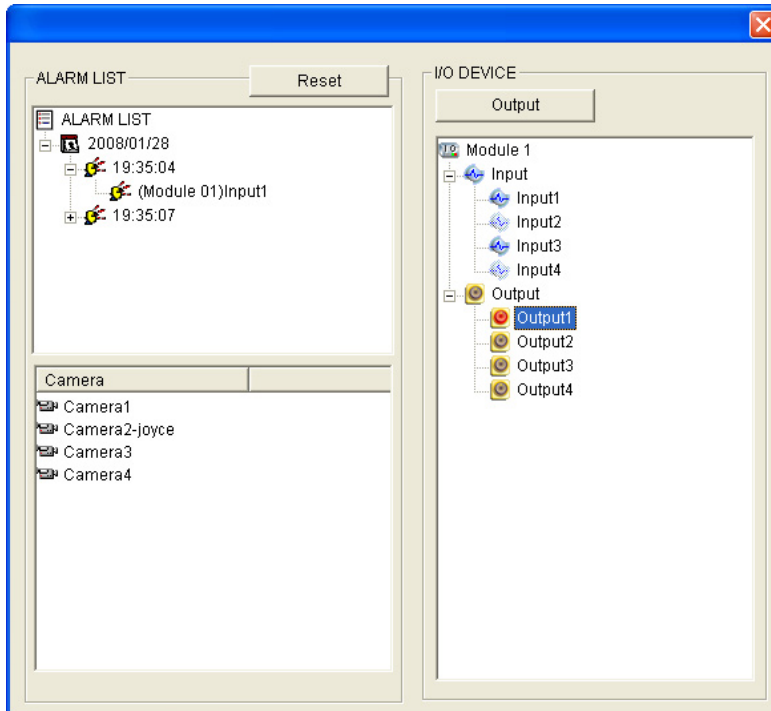 ALARM LIST
Reset
ALARM LIST
2008/01/28
19:35:04
(Module 01)Input1
19:35:07
Camera
Camera1
Camera2-joyce
Camera3
Camera4
I/O DEVICE
Output
Module 1
Input
Input1
Input2
Input3
Input4
Output
Output1
Output2
Output3
Output4